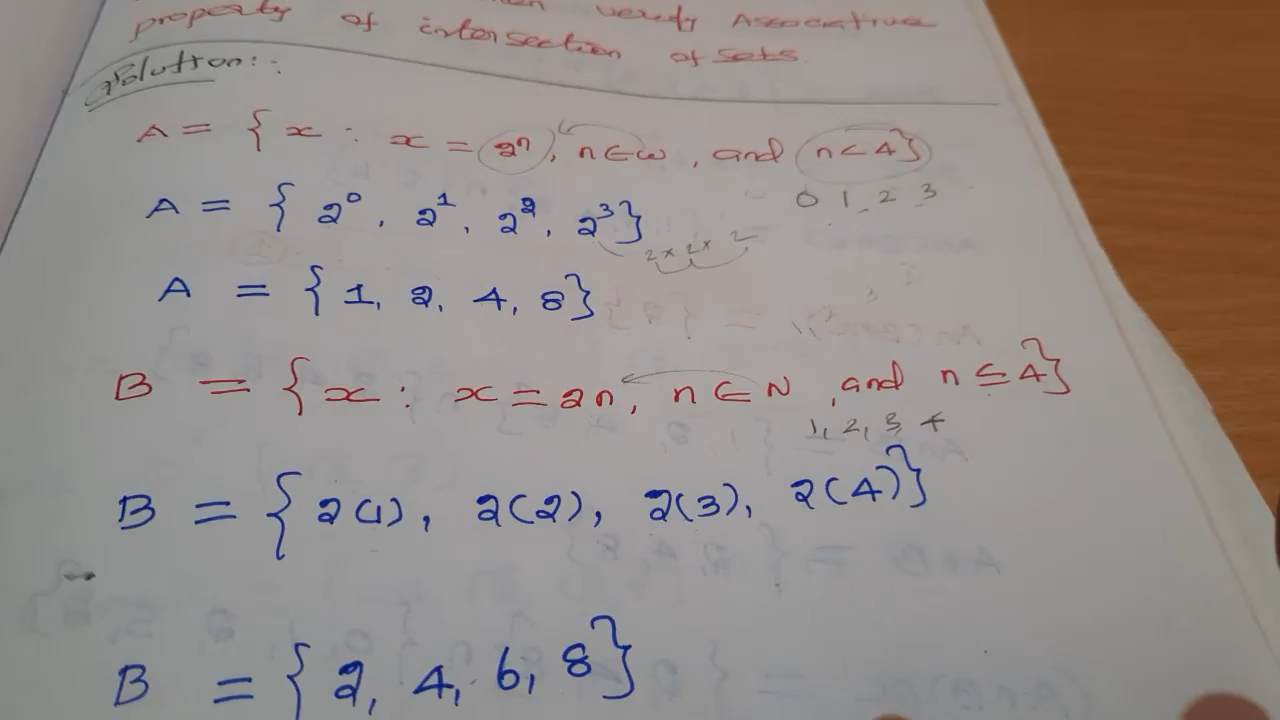 verify Associative
property of intersection of sets.
Solution::
A = { x : x = 2ⁿ, n ∈ ω, and n < 4}
0 1, 2 3
A = { 2⁰, 2¹, 2², 2³}
2 × 2 × 2
A = { 1, 2, 4, 8}
B = { x : x = 2n, n ∈ N, and n ≤ 4}
1, 2, 3, 4
B = { 2(1), 2(2), 2(3), 2(4)}
B = { 2, 4, 6, 8}